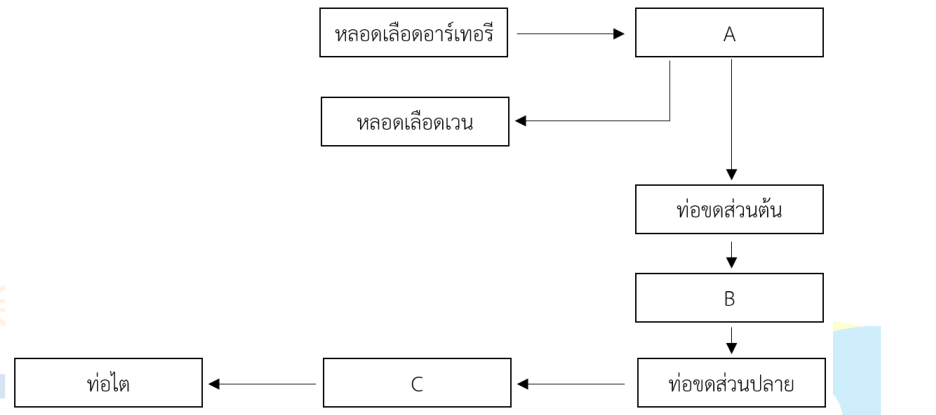 หลอดเลือดอาร์เทอรี
A
หลอดเลือดเวน
ท่อขดส่วนต้น
B
ท่อไต
C
ท่อขดส่วนปลาย